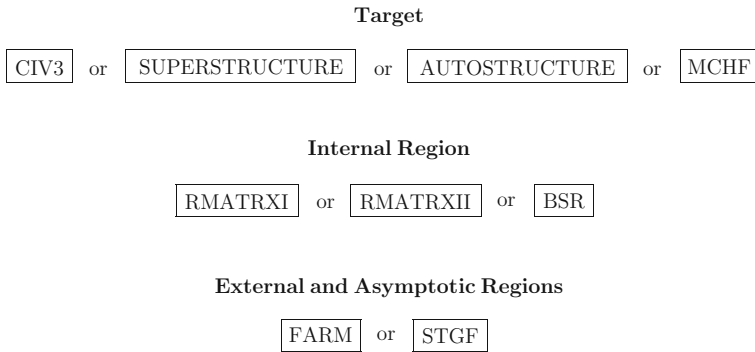 Target
CIV3 or SUPERSTRUCTURE or AUTOSTRUCTURE or MCHF
Internal Region
RMATRXI or RMATRXII or BSR
External and Asymptotic Regions
FARM or STGF